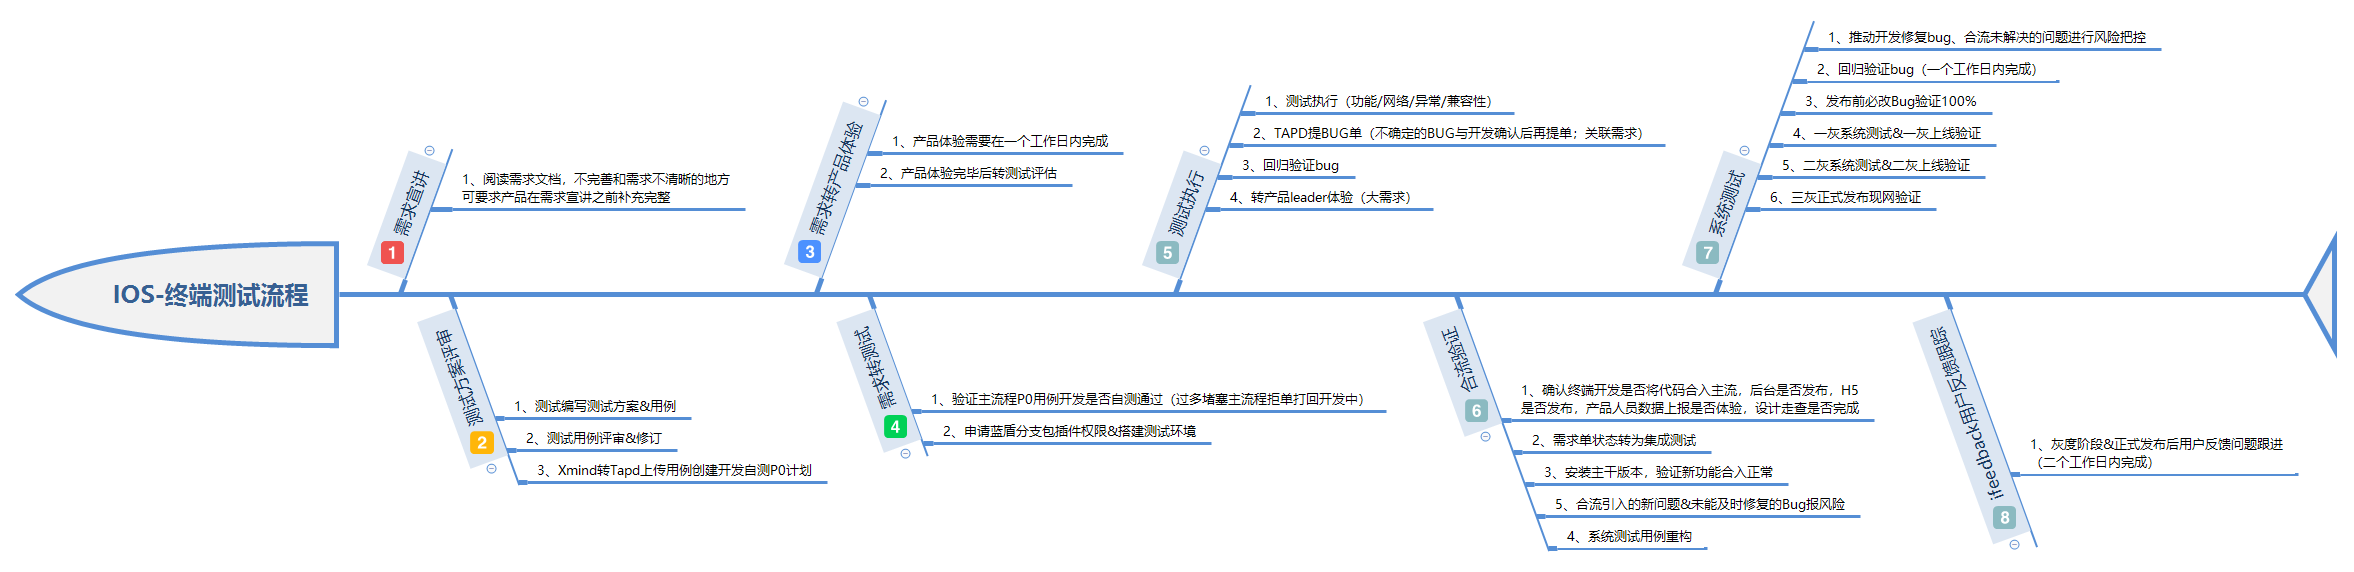 IOS-终端测试流程
1
需求宣讲
1、阅读需求文档，不完善和需求不清晰的地方
可要求产品在需求宣讲之前补充完整
2
测试方案评审
1、测试编写测试方案&用例
2、测试用例评审&修订
3、Xmind转Tapd上传用例创建开发自测P0计划
3
需求转产品体验
1、产品体验需要在一个工作日内完成
2、产品体验完毕后转测试评估
4
需求转测试
1、验证主流程P0用例开发是否自测通过（过多堵塞主流程拒单打回开发中）
2、申请蓝盾分支包插件权限&搭建测试环境
5
测试执行
1、测试执行（功能/网络/异常/兼容性）
2、TAPD提BUG单（不确定的BUG与开发确认后再提单；关联需求）
3、回归验证bug
4、转产品leader体验（大需求）
6
合流验证
1、确认终端开发是否将代码合入主流，后台是否发布，H5
是否发布，产品人员数据上报是否体验，设计走查是否完成
2、需求单状态转为集成测试
3、安装主干版本，验证新功能合入正常
5、合流引入的新问题&未能及时修复的Bug报风险
4、系统测试用例重构
7
系统测试
1、推动开发修复bug、合流未解决的问题进行风险把控
2、回归验证bug（一个工作日内完成）
3、发布前必改Bug验证100%
4、一灰系统测试&一灰上线验证
5、二灰系统测试&二灰上线验证
6、三灰正式发布现网验证
8
ifeedback用户反馈跟踪
1、灰度阶段&正式发布后用户反馈问题跟进
（二个工作日内完成）